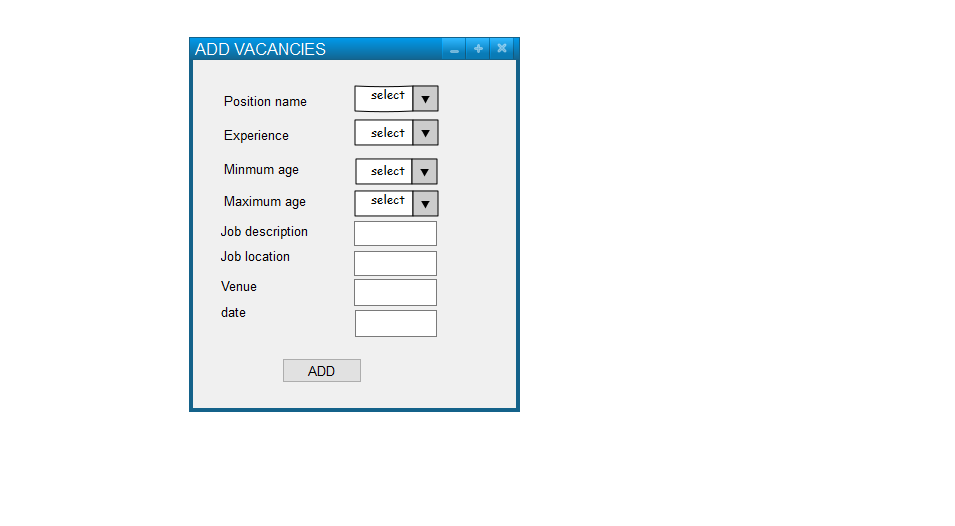 ADD VACANCIES
Position name select
Experience select
Minmum age select
Maximum age select
Job description
Job location
Venue
date
ADD